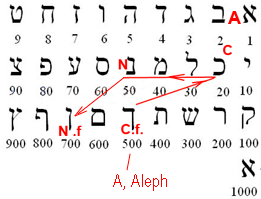 א ב ג ד ה ו ז ח ט
A
9 8 7 6 5 4 3 2 1
C
N
י כ ל מ נ ס ע פ צ
90 80 70 60 50 40 30 20 10
ק ר ש ת ך ם ן ף ץ
N .f C.f.
900 800 700 600 500 400 300 200 100
A, Aleph
א
1000